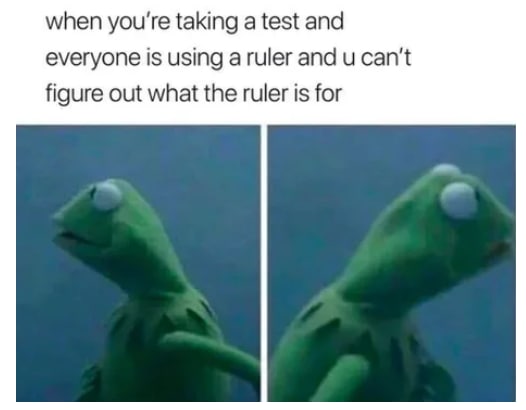 when you're taking a test and
everyone is using a ruler and u can't
figure out what the ruler is for